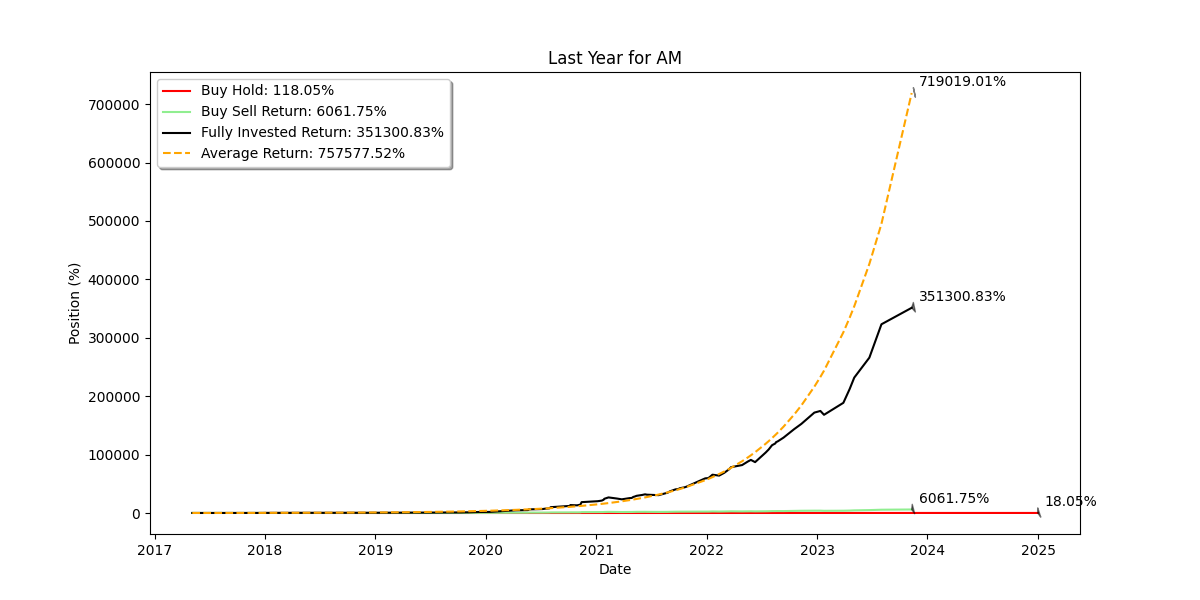 Last Year for AM
Buy Hold: 118.05%
Buy Sell Return: 6061.75%
Fully Invested Return: 351300.83%
Average Return: 757577.52%
719019.01%
351300.83%
6061.75%
18.05%
Position (%)
700000
600000
500000
400000
300000
200000
100000
0
2017 2018 2019 2020 2021 2022 2023 2024 2025
Date